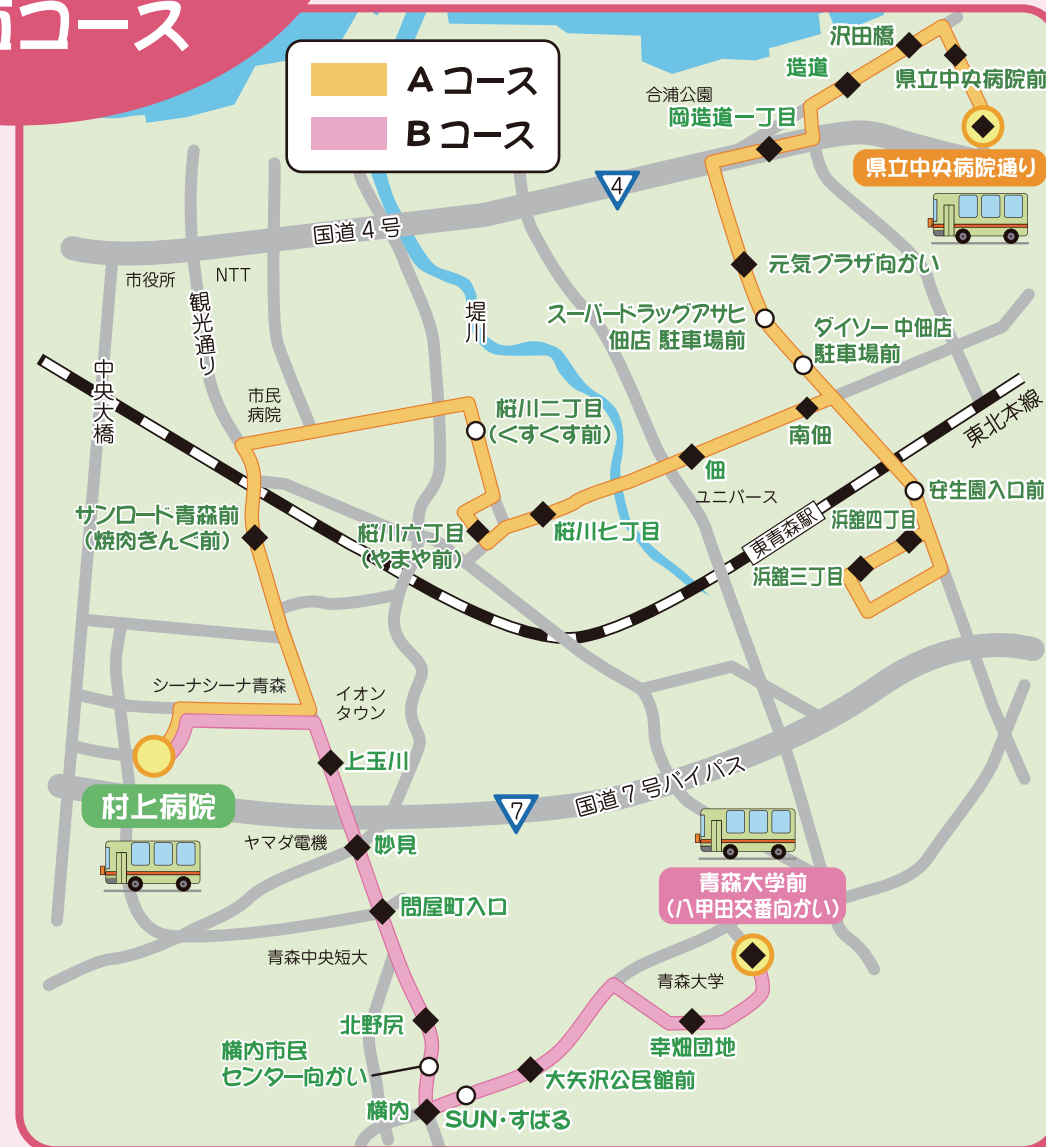 コース
Aコース
Bコース
沢田橋
造道
県立中央病院前
合浦公園
岡造道一丁目
県立中央病院通り
4
国道4号
市役所
NTT
観光通り
元気プラザ向かい
堤川
スーパードラッグアサヒ
佃店 駐車場前
ダイソー 中佃店
駐車場前
中央大橋
市民
病院
桜川二丁目
(くすくす前)
東北本線
南佃
佃
ユニバース
安生園入口前
サンロード青森前
(焼肉きんぐ前)
桜川六丁目
(やまや前)
桜川七丁目
浜舘四丁目
東青森駅
浜舘三丁目
シーナシーナ青森
イオン
タウン
上玉川
村上病院
7
国道7号バイパス
ヤマダ電機
妙見
青森大学前
(八甲田交番向かい)
問屋町入口
青森中央短大
青森大学
北野尻
幸畑団地
横内市民
センター向かい
大矢沢公民館前
横内
SUN・すばる